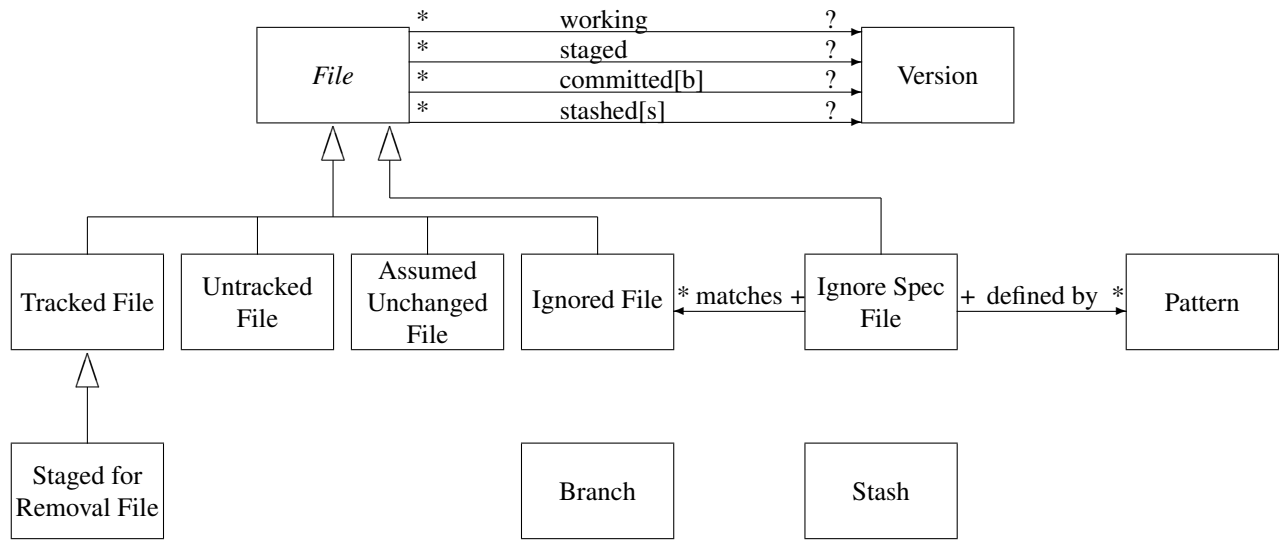 * working ?
* staged ?
* committed[b] ?
* stashed[s] ?
File
Version
Tracked File
Untracked
File
Assumed
Unchanged
File
Ignored File
* matches +
Ignore Spec
File
+ defined by *
Pattern
Staged for
Removal File
Branch
Stash